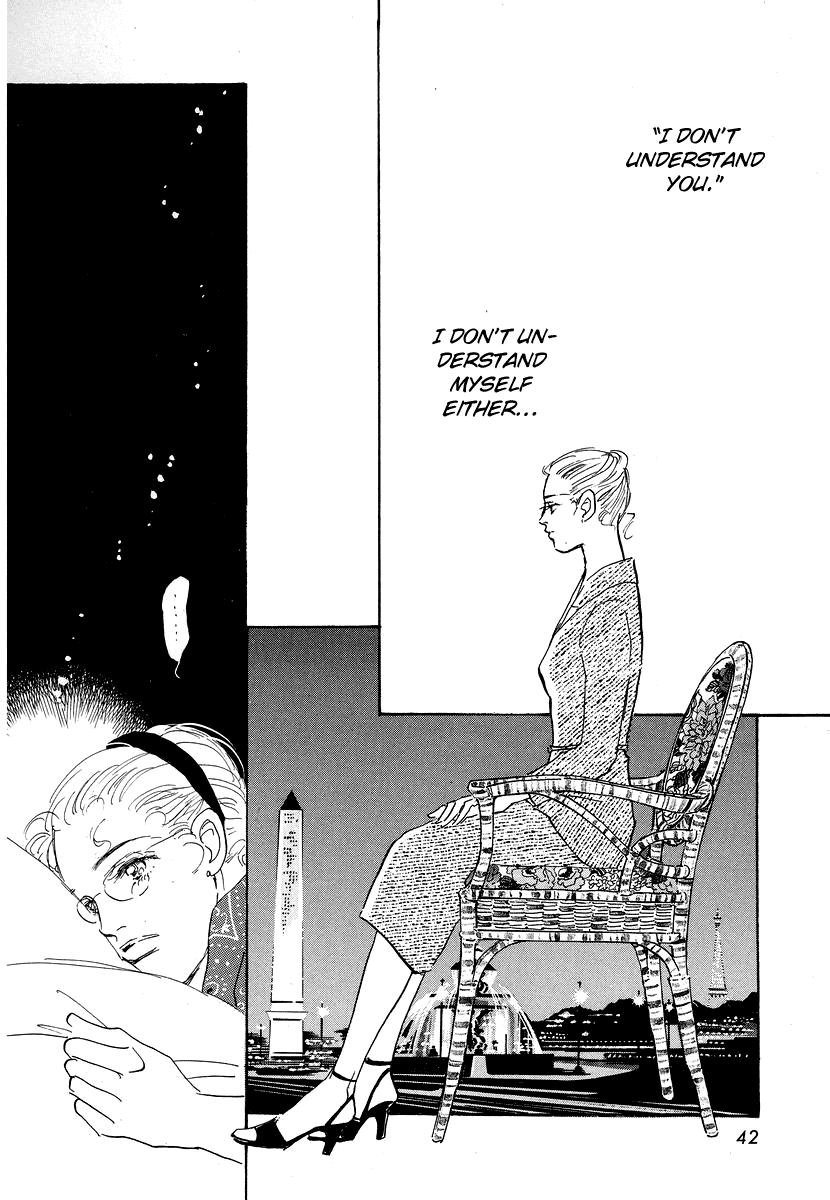 "I DON'T
UNDERSTAND
YOU."
I DON'T UN-
DERSTAND
MYSELF
EITHER...
......
42